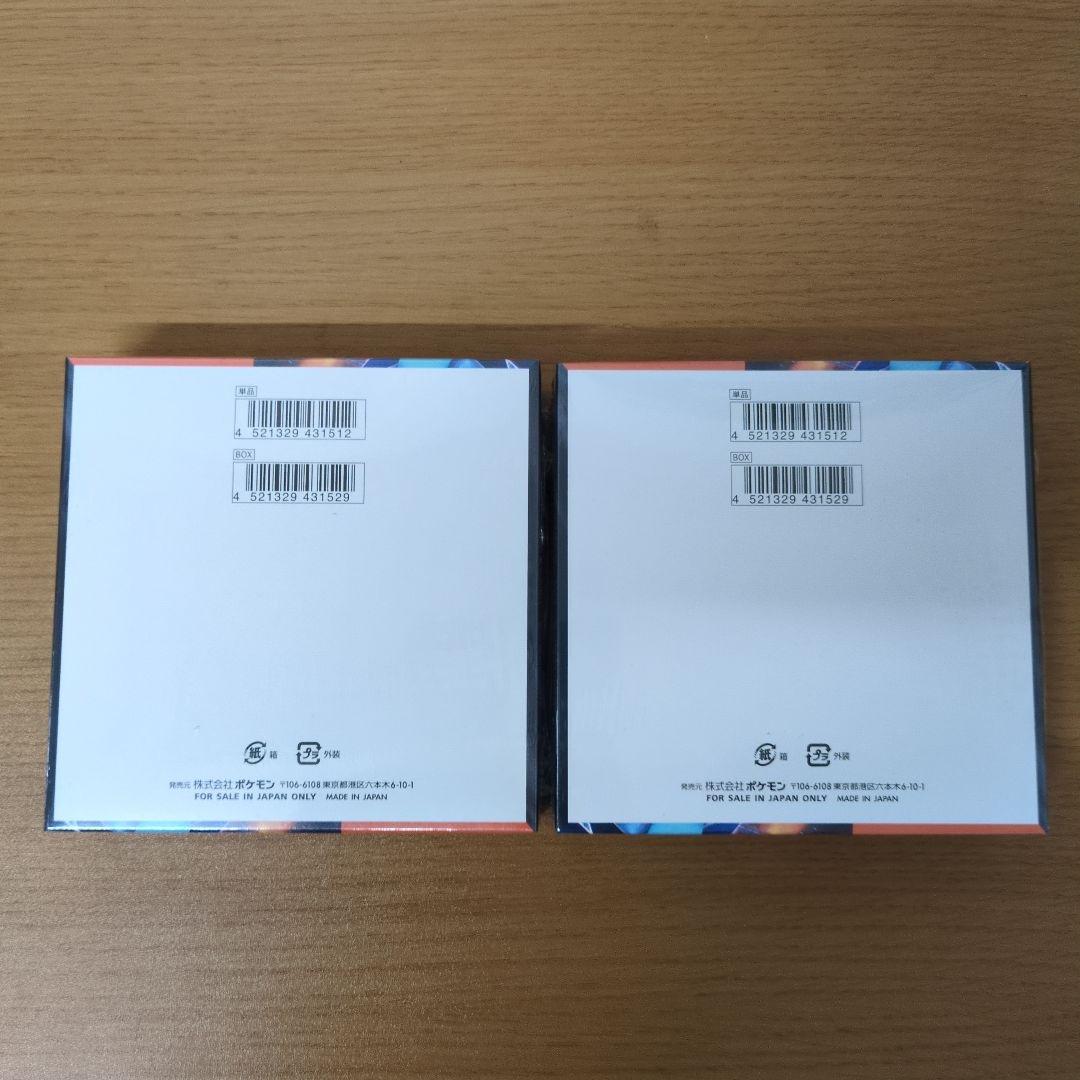 単品
4 521329 431512
BOX
4 521329 431529
紙 箱 プラ 外装
発売元 株式会社 ポケモン 〒106-6108 東京都港区六本木6-10-1
FOR SALE IN JAPAN ONLY MADE IN JAPAN
単品
4 521329 431512
BOX
4 521329 431529
紙 箱 プラ 外装
発売元 株式会社 ポケモン 〒106-6108 東京都港区六本木6-10-1
FOR SALE IN JAPAN ONLY MADE IN JAPAN